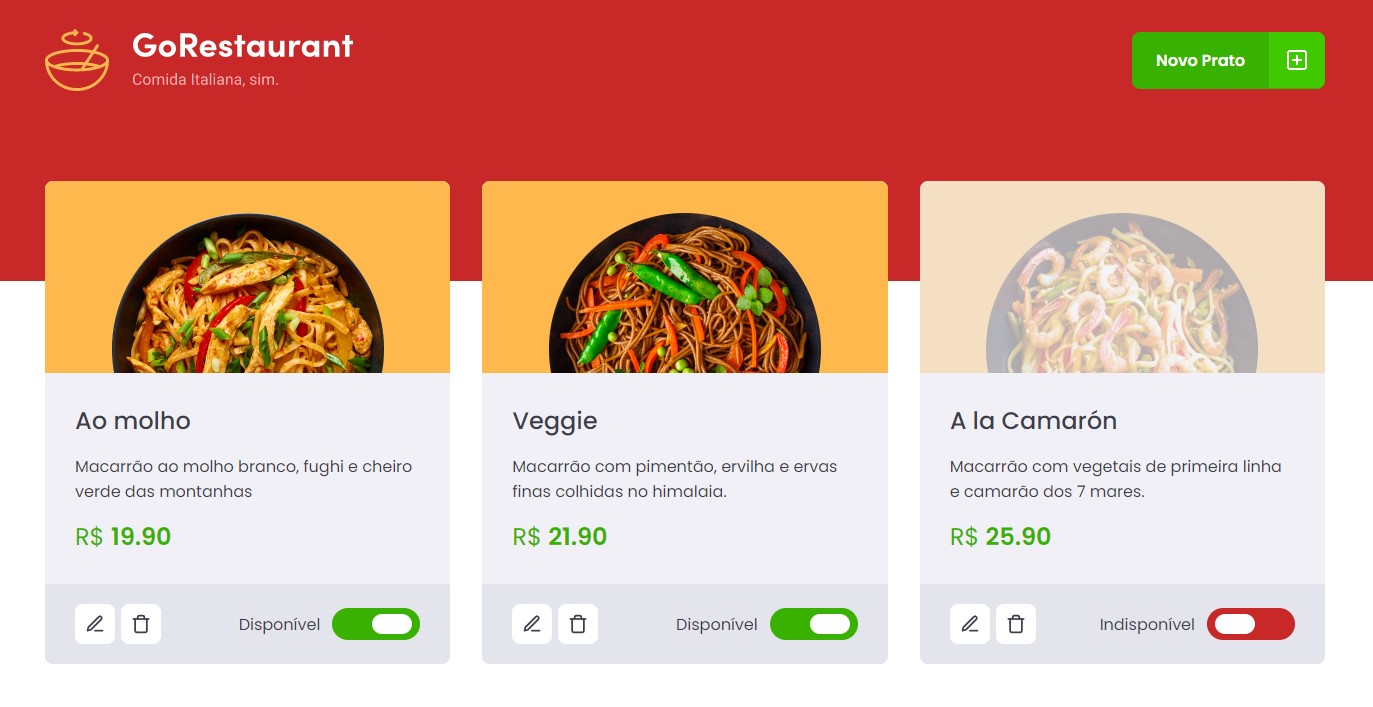 GoRestaurant
Comida Italiana, sim.
Novo Prato
Ao molho
Macarrão ao molho branco, fughi e cheiro
verde das montanhas
R$ 19.90
Disponível
Veggie
Macarrão com pimentão, ervilha e ervas
finas colhidas no himalaia.
R$ 21.90
Disponível
A la Camarón
Macarrão com vegetais de primeira linha
e camarão dos 7 mares.
R$ 25.90
Indisponível